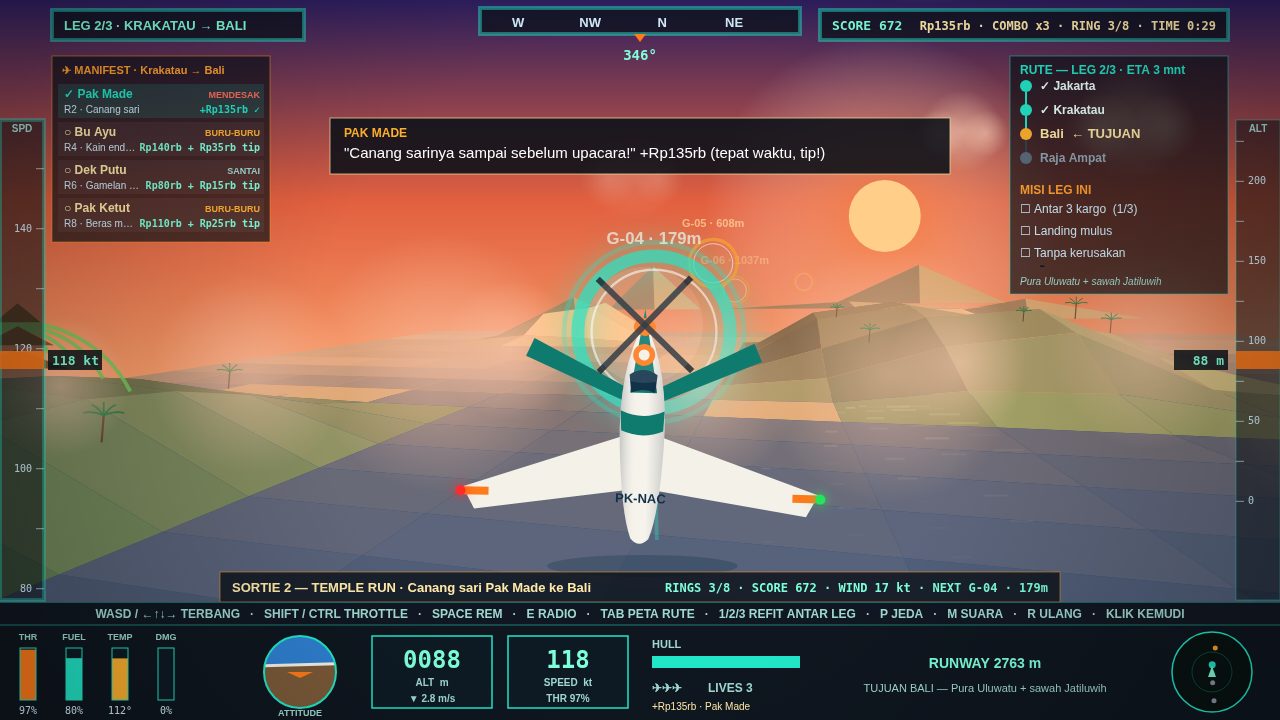 LEG 2/3 · KRAKATAU → BALI
W NW N NE
346°
SCORE 672 Rp135rb · COMBO x3 · RING 3/8 · TIME 0:29
✈ MANIFEST · Krakatau → Bali
✓ Pak Made MENDESAK
R2 · Canang sari +Rp135rb ✓
○ Bu Ayu BURU-BURU
R4 · Kain end… Rp140rb + Rp35rb tip
○ Dek Putu SANTAI
R6 · Gamelan … Rp80rb + Rp15rb tip
○ Pak Ketut BURU-BURU
R8 · Beras m… Rp110rb + Rp25rb tip
PAK MADE
"Canang sarinya sampai sebelum upacara!" +Rp135rb (tepat waktu, tip!)
RUTE — LEG 2/3 · ETA 3 mnt
✓ Jakarta
✓ Krakatau
Bali ← TUJUAN
Raja Ampat
MISI LEG INI
☐ Antar 3 kargo (1/3)
☐ Landing mulus
☐ Tanpa kerusakan
Pura Uluwatu + sawah Jatiluwih
SPD
140
120
118 kt
100
80
ALT
200
150
100
88 m
50
0
G-05 · 608m
G-04 · 179m
G-06 · 1037m
PK-NAC
SORTIE 2 — TEMPLE RUN · Canang sari Pak Made ke Bali RINGS 3/8 · SCORE 672 · WIND 17 kt · NEXT G-04 · 179m
WASD / ←↑↓→ TERBANG · SHIFT / CTRL THROTTLE · SPACE REM · E RADIO · TAB PETA RUTE · 1/2/3 REFIT ANTAR LEG · P JEDA · M SUARA · R ULANG · KLIK KEMUDI
THR FUEL TEMP DMG
97% 80% 112° 0%
ATTITUDE
0088
ALT m
▼ 2.8 m/s
118
SPEED kt
THR 97%
HULL
✈✈✈ LIVES 3
+Rp135rb · Pak Made
RUNWAY 2763 m
TUJUAN BALI — Pura Uluwatu + sawah Jatiluwih